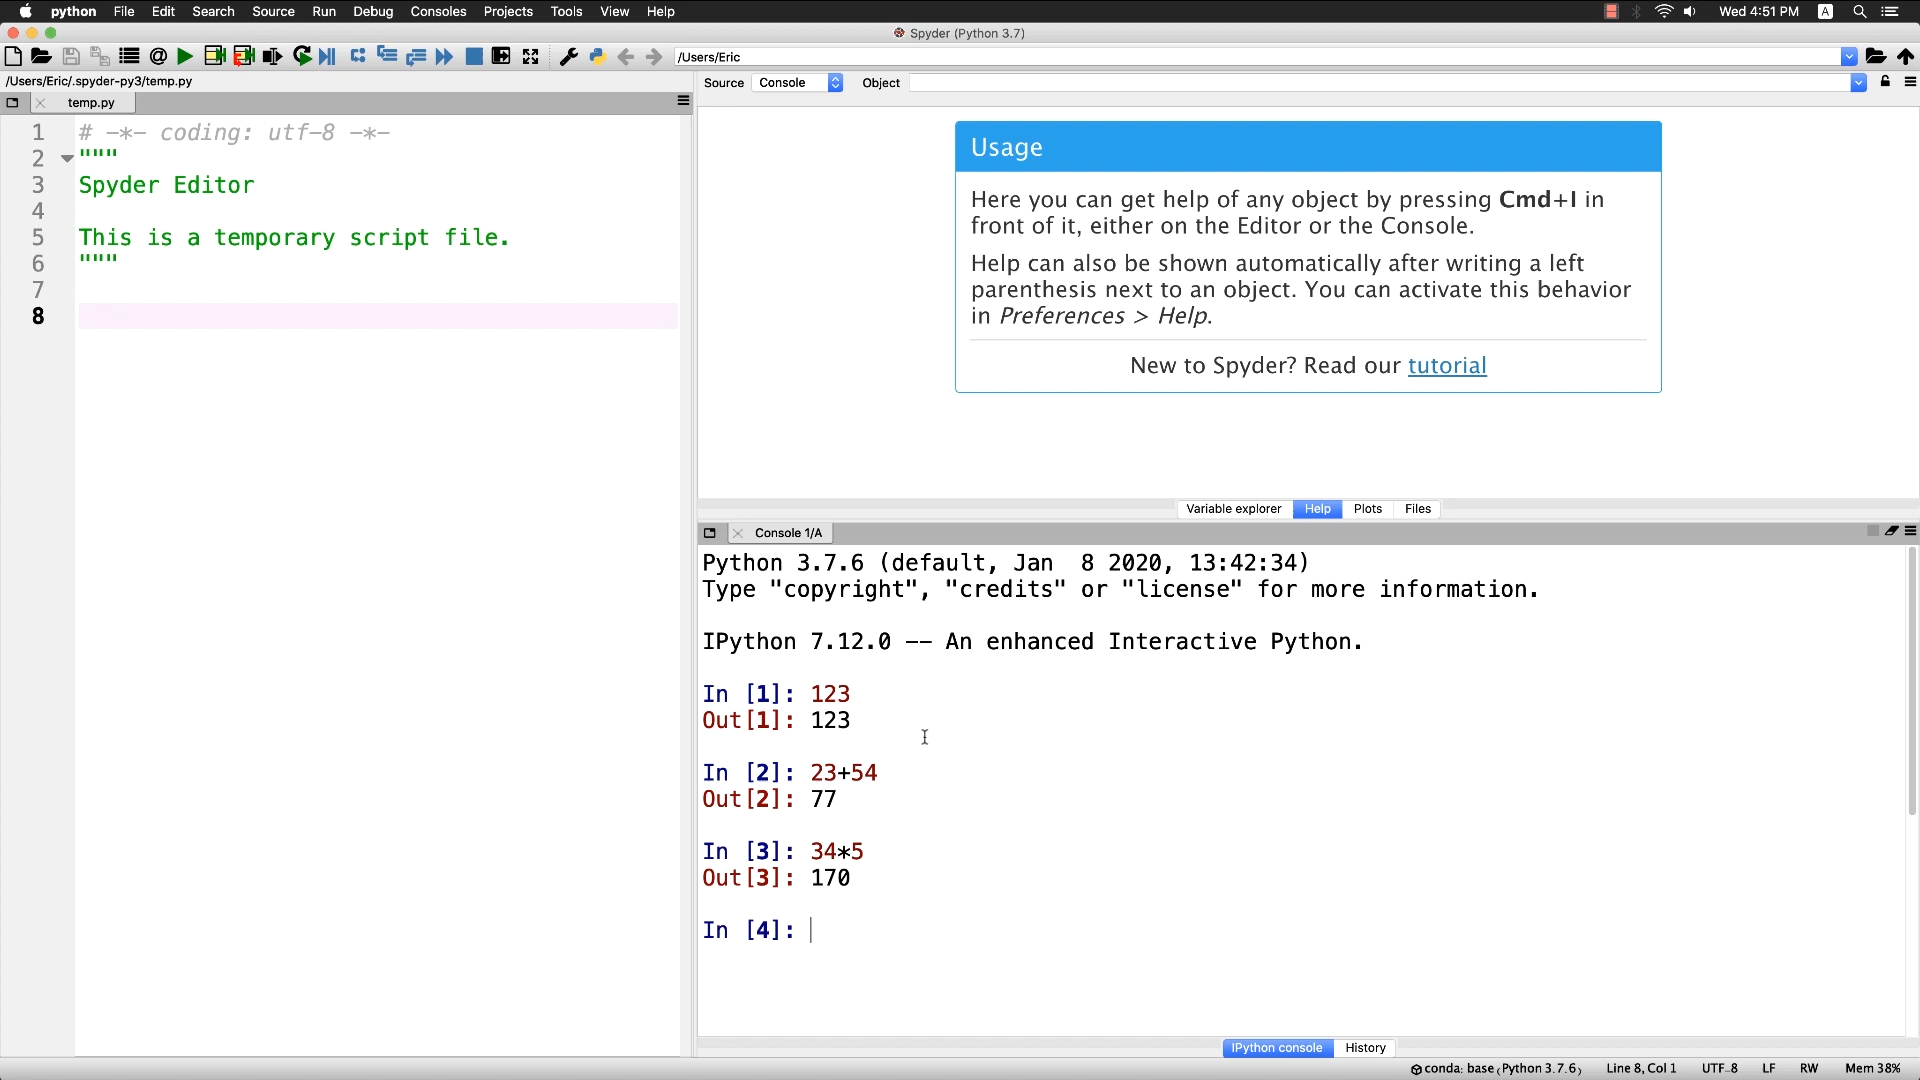 python File Edit Search Source Run Debug Consoles Projects Tools View Help Wed 4:51 PM A
Spyder (Python 3.7)
/Users/Eric
/Users/Eric/.spyder-py3/temp.py
Source Console Object
temp.py
1 # -*- coding: utf-8 -*-
2 """
3 Spyder Editor
4
5 This is a temporary script file.
6 """
7
8
Usage
Here you can get help of any object by pressing Cmd+I in
front of it, either on the Editor or the Console.
Help can also be shown automatically after writing a left
parenthesis next to an object. You can activate this behavior
in Preferences > Help.
New to Spyder? Read our tutorial
Variable explorer Help Plots Files
Console 1/A
Python 3.7.6 (default, Jan  8 2020, 13:42:34)
Type "copyright", "credits" or "license" for more information.
IPython 7.12.0 -- An enhanced Interactive Python.
In [1]: 123
Out[1]: 123
In [2]: 23+54
Out[2]: 77
In [3]: 34*5
Out[3]: 170
In [4]:
IPython console History
conda: base (Python 3.7.6) Line 8, Col 1 UTF-8 LF RW Mem 38%